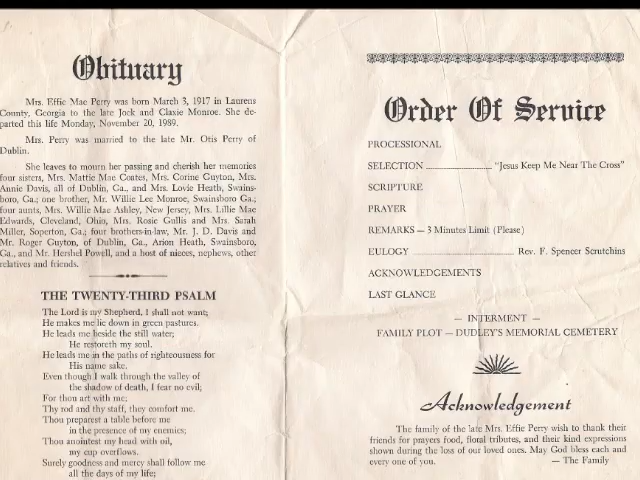 Obituary
Mrs. Effie Mae Perry was born March 3, 1917 in Laurens
County, Georgia to the late Jock and Claxie Monroe. She de-
parted this life Monday, November 20, 1989.
Mrs. Perry was married to the late Mr. Otis Perry of
Dublin.
She leaves to mourn her passing and cherish her memories
four sisters, Mrs. Mattie Mae Coates, Mrs. Corine Guyton, Mrs.
Annie Davis, all of Dublin, Ga., and Mrs. Lovie Heath, Swains-
boro, Ga.; one brother, Mr. Willie Lee Monroe, Swainsboro Ga.;
four aunts, Mrs. Willie Mae Ashley, New Jersey, Mrs. Lillie Mae
Edwards, Cleveland, Ohio, Mrs. Rosie Gullis and Mrs. Sarah
Miller, Soperton, Ga.; four brothers-in-law, Mr. J. D. Davis and
Mr. Roger Guyton, of Dublin, Ga., Arion Heath, Swainsboro,
Ga., and Mr. Hershel Powell, and a host of nieces, nephews, other
relatives and friends.
THE TWENTY-THIRD PSALM
The Lord is my Shepherd, I shall not want;
He makes me lie down in green pastures.
He leads me beside the still water;
He restoreth my soul.
He leads me in the paths of righteousness for
His name sake.
Even though I walk through the valley of
the shadow of death, I fear no evil;
For thou art with me;
Thy rod and thy staff, they comfort me.
Thou preparest a table before me
in the presence of my enemies;
Thou anointest my head with oil,
my cup overflows.
Surely goodness and mercy shall follow me
all the days of my life;
Order Of Service
PROCESSIONAL
SELECTION "Jesus Keep Me Near The Cross"
SCRIPTURE
PRAYER
REMARKS — 3 Minutes Limit (Please)
EULOGY Rev. F. Spencer Scrutchins
ACKNOWLEDGEMENTS
LAST GLANCE
— INTERMENT —
FAMILY PLOT — DUDLEY'S MEMORIAL CEMETERY
Acknowledgement
The family of the late Mrs. Effie Perry wish to thank their
friends for prayers food, floral tributes, and their kind expressions
shown during the loss of our loved ones. May God bless each and
every one of you. — The Family